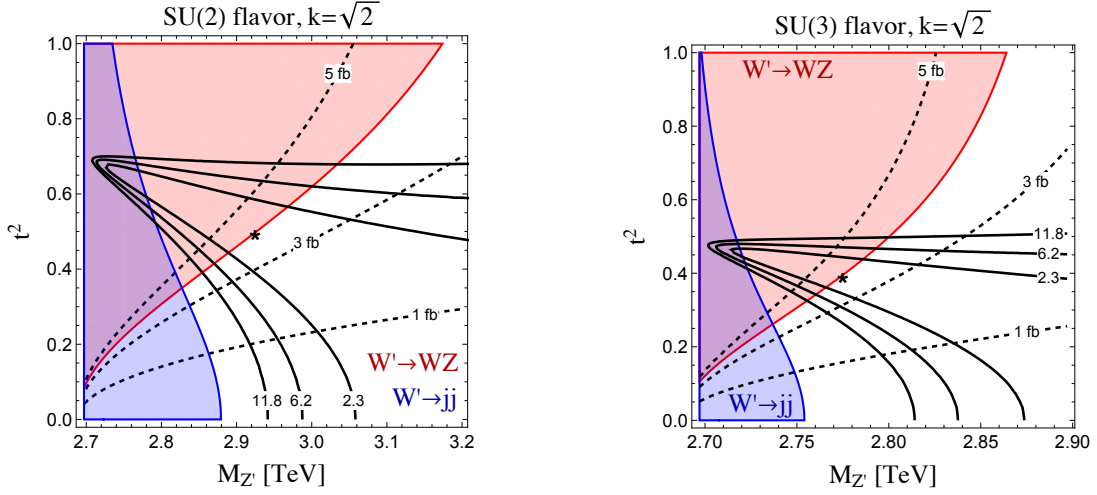 SU(2) flavor, k=√2
1.0
0.8
0.6
0.4
0.2
0.0
t²
5 fb
3 fb
1 fb
*
W'→WZ
W'→jj
11.8 6.2 2.3
2.7 2.8 2.9 3.0 3.1 3.2
M_Z' [TeV]
SU(3) flavor, k=√2
1.0
0.8
0.6
0.4
0.2
0.0
t²
W'→WZ
5 fb
3 fb
11.8
6.2
2.3
*
1 fb
W'→jj
2.70 2.75 2.80 2.85 2.90
M_Z' [TeV]